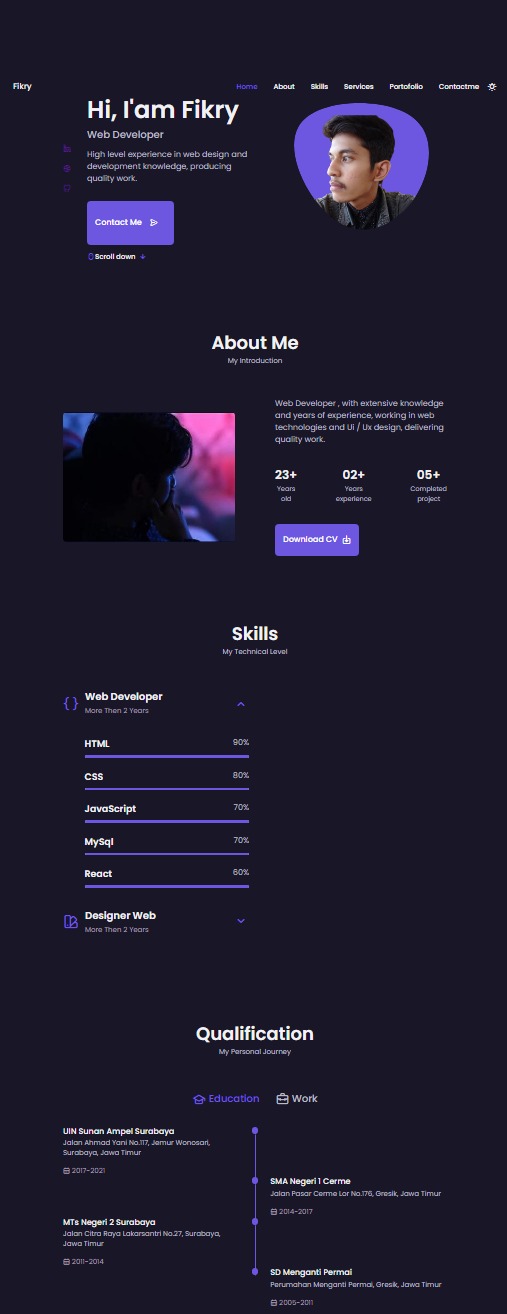 Fikry
Home About Skills Services Portofolio Contactme
Hi, I'am Fikry
Web Developer
High level experience in web design and
development knowledge, producing
quality work.
Contact Me
Scroll down
About Me
My Introduction
Web Developer , with extensive knowledge
and years of experience, working in web
technologies and Ui / Ux design, delivering
quality work.
23+ 02+ 05+
Years Years Completed
old experience project
Download CV
Skills
My Technical Level
Web Developer
More Then 2 Years
HTML 90%
CSS 80%
JavaScript 70%
MySql 70%
React 60%
Designer Web
More Then 2 Years
Qualification
My Personal Journey
Education Work
UIN Sunan Ampel Surabaya
Jalan Ahmad Yani No.117, Jemur Wonosari,
Surabaya, Jawa Timur
2017-2021
SMA Negeri 1 Cerme
Jalan Pasar Cerme Lor No.176, Gresik, Jawa Timur
2014-2017
MTs Negeri 2 Surabaya
Jalan Citra Raya Lakarsantri No.27, Surabaya,
Jawa Timur
2011-2014
SD Menganti Permai
Perumahan Menganti Permai, Gresik, Jawa Timur
2005-2011